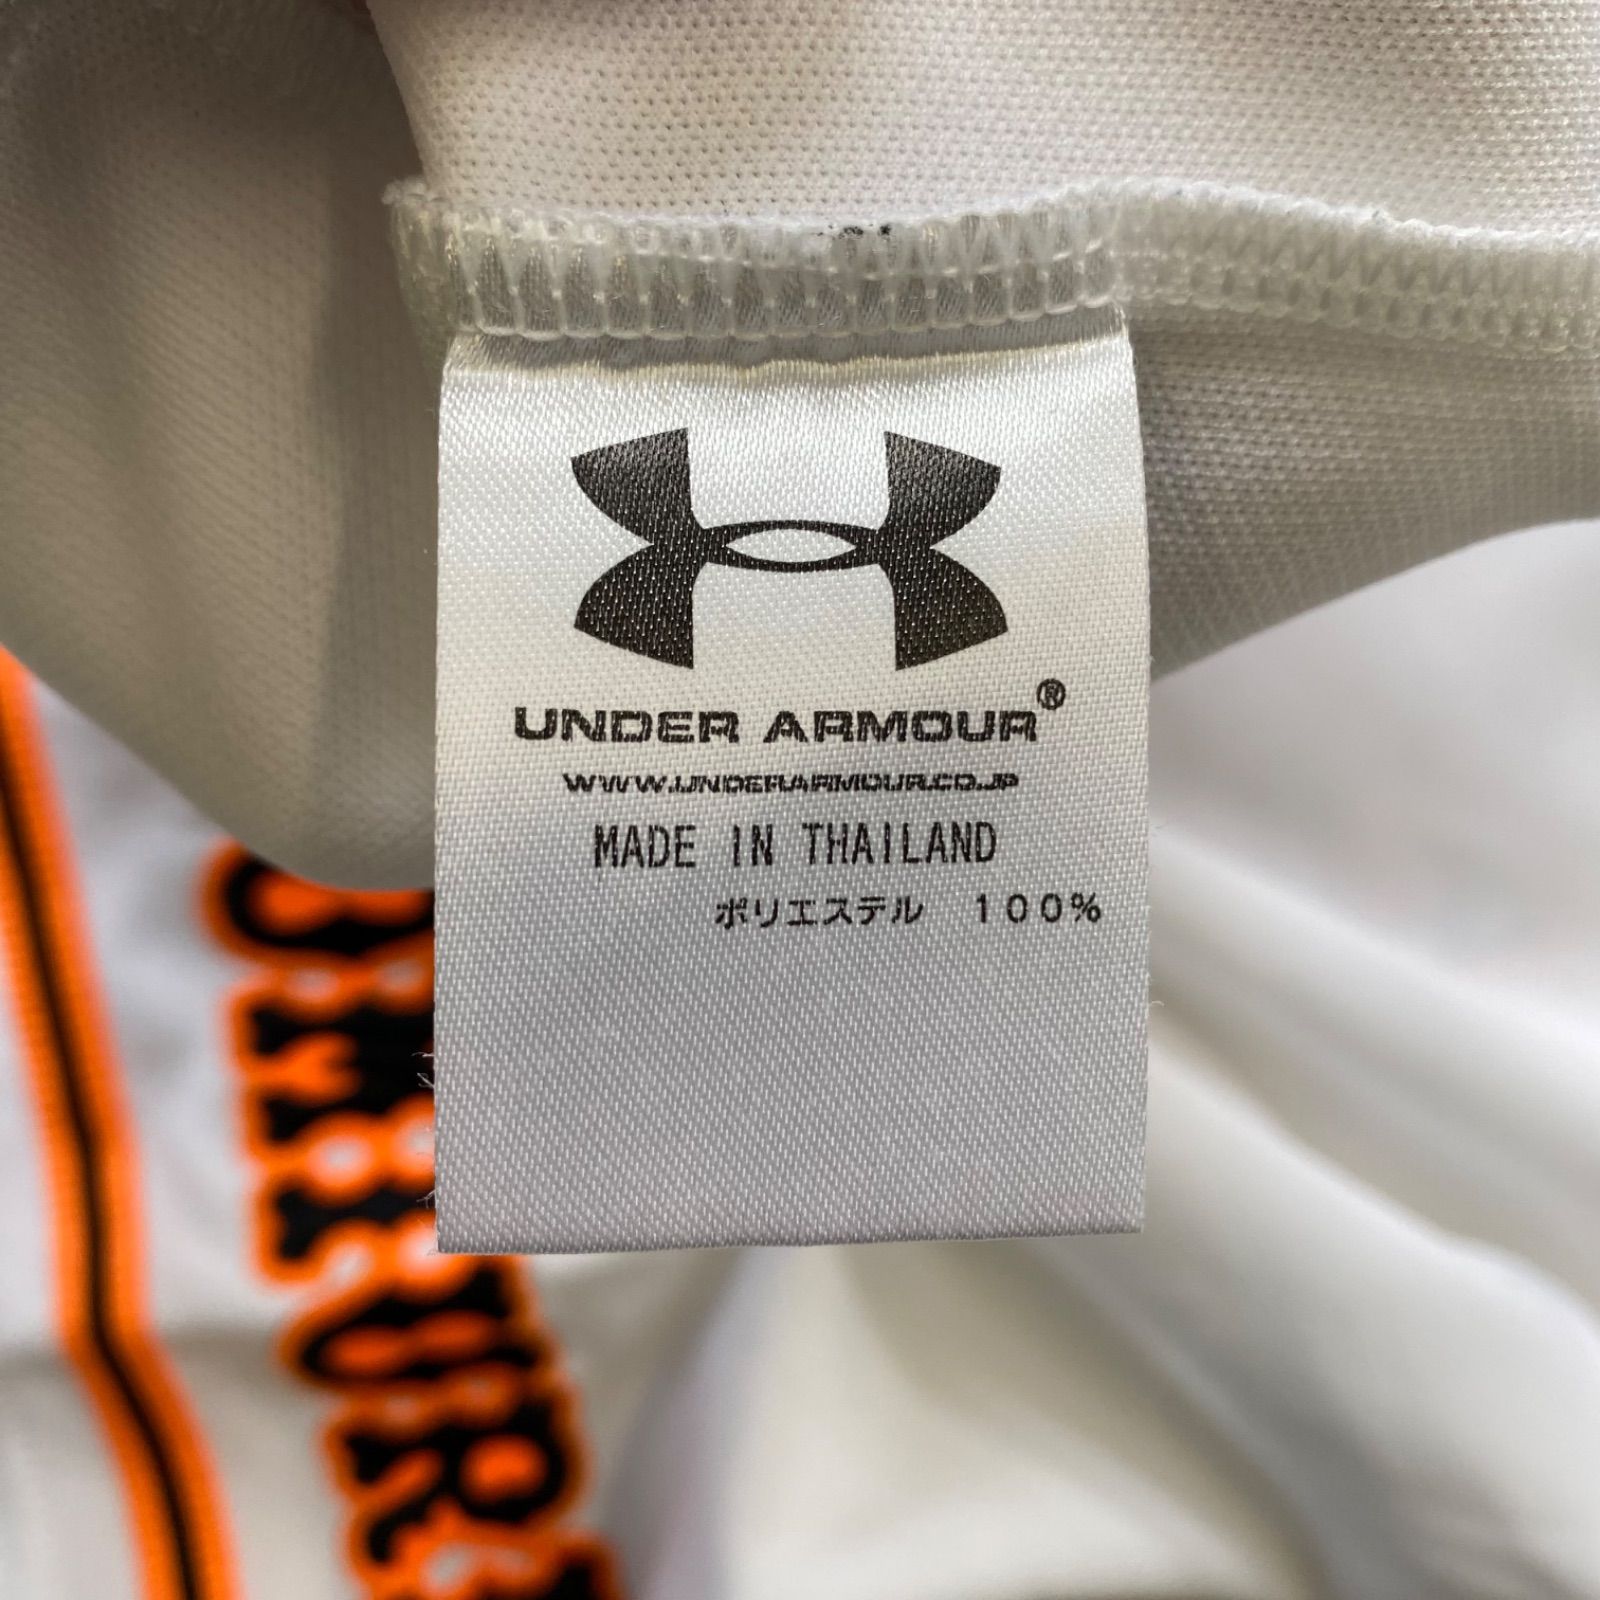 UNDER ARMOUR®
WWW.UNDERARMOUR.CO.JP
MADE IN THAILAND
ポリエステル 100%